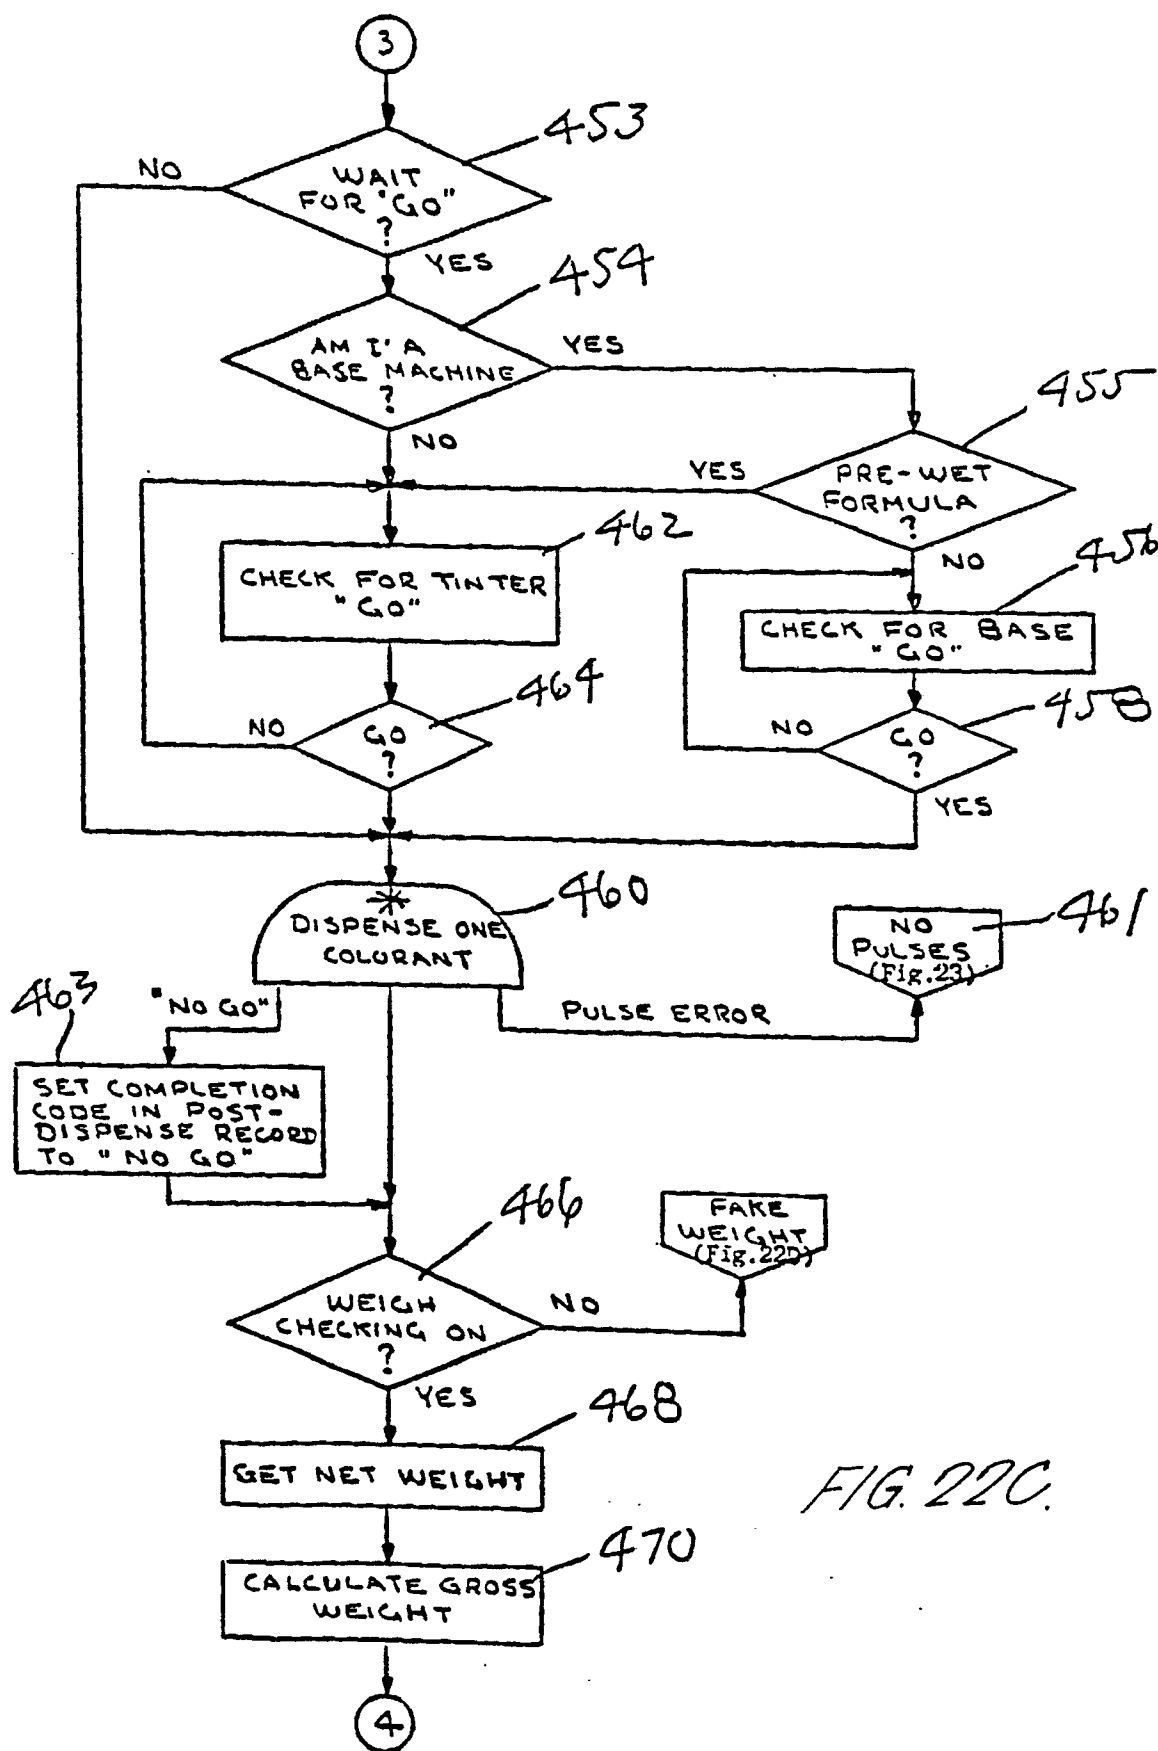 3
453
NO
WAIT
FOR "GO"
?
YES
454
AM I' A
BASE MACHINE
?
YES
NO
455
YES
PRE-WET
FORMULA
?
NO
462
456
CHECK FOR TINTER
"GO"
CHECK FOR BASE
"GO"
464
458
NO
GO
?
NO
GO
?
YES
460
DISPENSE ONE
COLORANT
461
NO
PULSES
(Fig.23)
463
"NO GO"
PULSE ERROR
SET COMPLETION
CODE IN POST-
DISPENSE RECORD
TO "NO GO"
466
FAKE
WEIGHT
(Fig.22D)
WEIGH
CHECKING ON
?
NO
YES
468
GET NET WEIGHT
FIG. 22C.
470
CALCULATE GROSS
WEIGHT
4